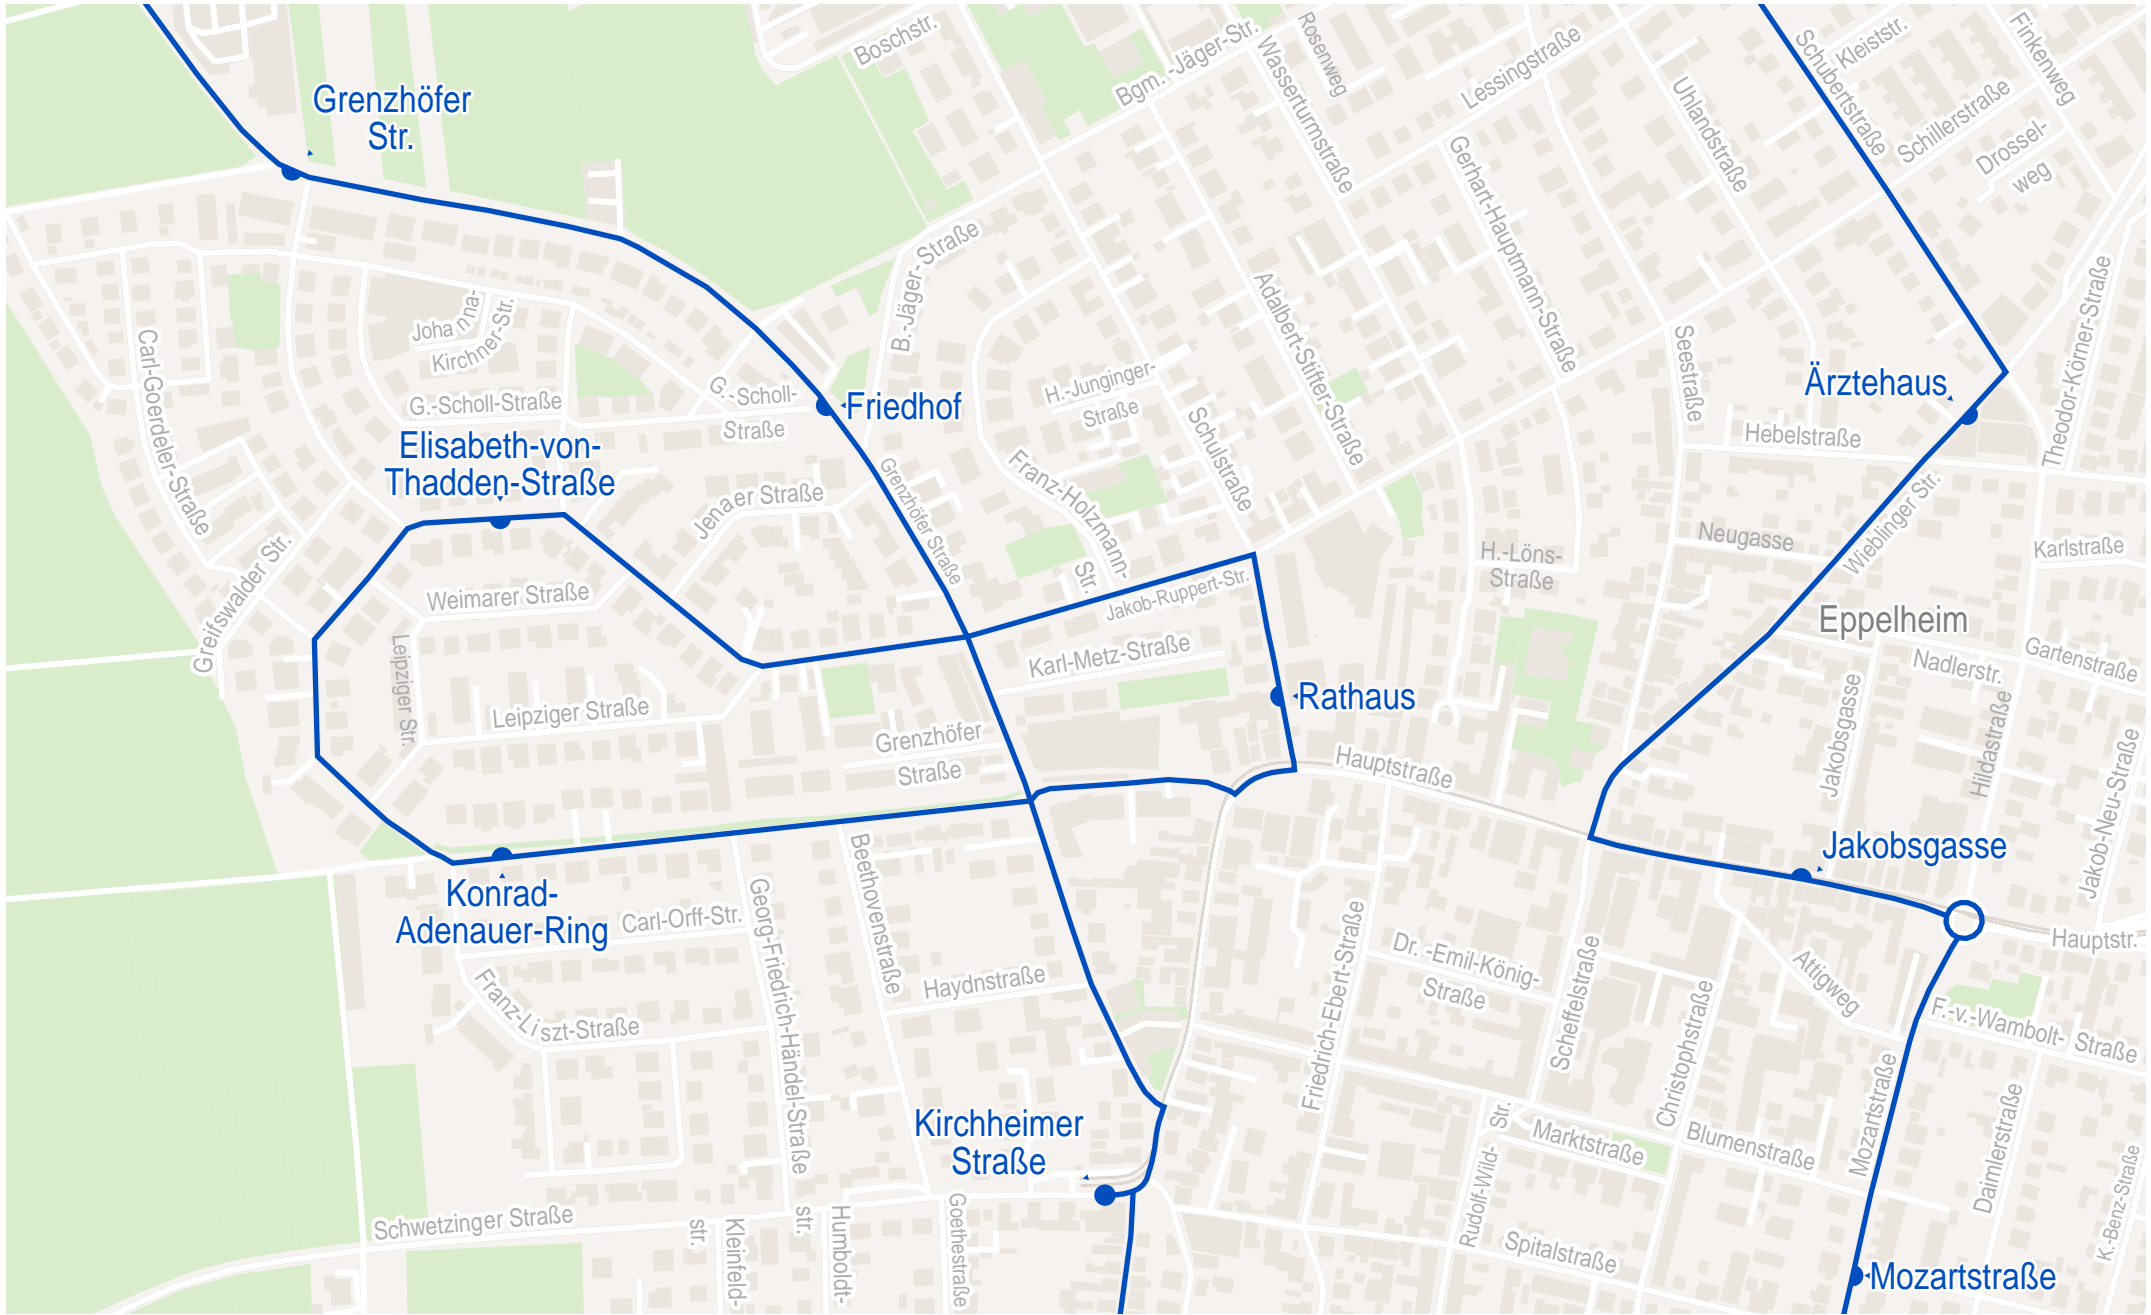 Boschstr.
Bgm. -Jäger-Str.
Rosenweg
Wasserturmstraße
Lessingstraße
Uhlandstraße
Schubertstraße
Kleiststr.
Finkenweg
Schillerstraße
Drossel-
weg
Grenzhöfer
Str.
Gerhart-Hauptmann-Straße
B.-Jäger-Straße
Adalbert-Stifter-Straße
Seestraße
Theodor-Körner-Straße
Carl-Goerdeler-Straße
Johanna-
Kirchner-Str.
G.-Scholl-Straße
G.-Scholl-
Straße
Friedhof
H.-Junginger-
Straße
Schulstraße
Ärztehaus
Hebelstraße
Elisabeth-von-
Thadden-Straße
Jenaer Straße
Grenzhöfer Straße
Franz-Holzmann-
Str.
Wieblinger Str.
Neugasse
Karlstraße
H.-Löns-
Straße
Greifswalder Str.
Weimarer Straße
Jakob-Ruppert-Str.
Eppelheim
Leipziger Str.
Karl-Metz-Straße
Nadlerstr.
Gartenstraße
Leipziger Straße
Rathaus
Jakobsgasse
Hildastraße
Grenzhöfer
Straße
Hauptstraße
Jakob-Neu-Straße
Jakobsgasse
Konrad-
Adenauer-Ring
Carl-Orff-Str.
Georg-Friedrich-Händel-Straße
Beethovenstraße
Haydnstraße
Friedrich-Ebert-Straße
Dr. -Emil-König-
Straße
Scheffelstraße
Christophstraße
Attigweg
Hauptstr.
F.-v.-Wambolt- Straße
Franz-Liszt-Straße
Mozartstraße
Daimlerstraße
Kirchheimer
Straße
Rudolf-Wild-
Str.
Marktstraße
Blumenstraße
K.-Benz-Straße
Schwetzinger Straße
str.
Kleinfeld-
str.
Humboldt-
Goethestraße
Spitalstraße
Mozartstraße